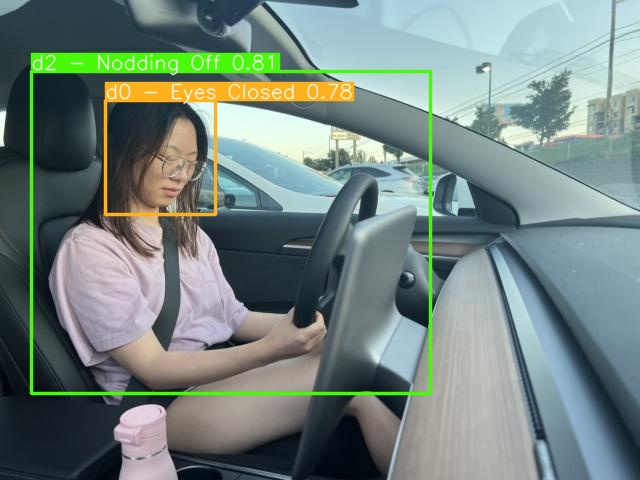 d2 – Nodding Off 0.81
d0 – Eyes Closed 0.78